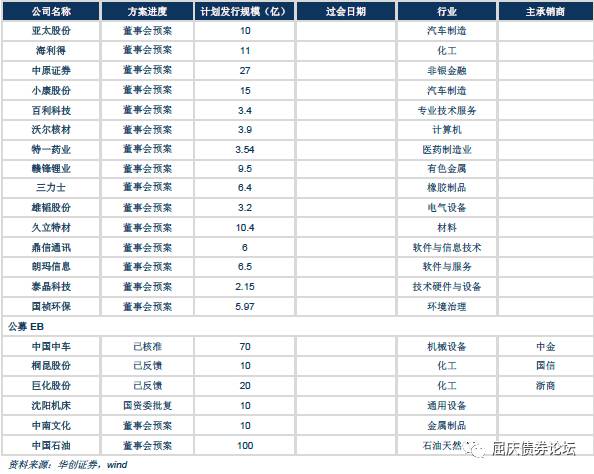 公司名称 方案进度 计划发行规模（亿） 过会日期 行业 主承销商
亚太股份 董事会预案 10 汽车制造
海利得 董事会预案 11 化工
中原证券 董事会预案 27 非银金融
小康股份 董事会预案 15 汽车制造
百利科技 董事会预案 3.4 专业技术服务
沃尔核材 董事会预案 3.9 计算机
特一药业 董事会预案 3.54 医药制造业
赣锋锂业 董事会预案 9.5 有色金属
三力士 董事会预案 6.4 橡胶制品
雄韬股份 董事会预案 3.2 电气设备
久立特材 董事会预案 10.4 材料
鼎信通讯 董事会预案 6 软件与信息技术
朗玛信息 董事会预案 6.5 软件与服务
泰晶科技 董事会预案 2.15 技术硬件与设备
国祯环保 董事会预案 5.97 环境治理
公募 EB
中国中车 已核准 70 机械设备 中金
桐昆股份 已反馈 10 化工 国信
巨化股份 已反馈 20 化工 浙商
沈阳机床 国资委批复 10 通用设备
中南文化 董事会预案 10 金属制品
中国石油 董事会预案 100 石油天然
资料来源：华创证券，wind
屈庆债券论坛